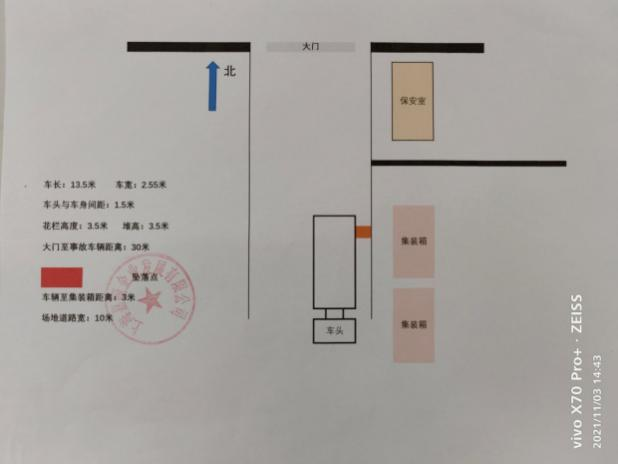 大门
北
保安室
车长：13.5米 车宽：2.55米
车头与车身间距：1.5米
花栏高度：3.5米 堆高：3.5米
大门至事故车辆距离：30米
坠落点
车辆至集装箱距离：3米
场地道路宽：10米
集装箱
集装箱
车头
vivo X70 Pro+ · ZEISS
2021/11/03 14:43